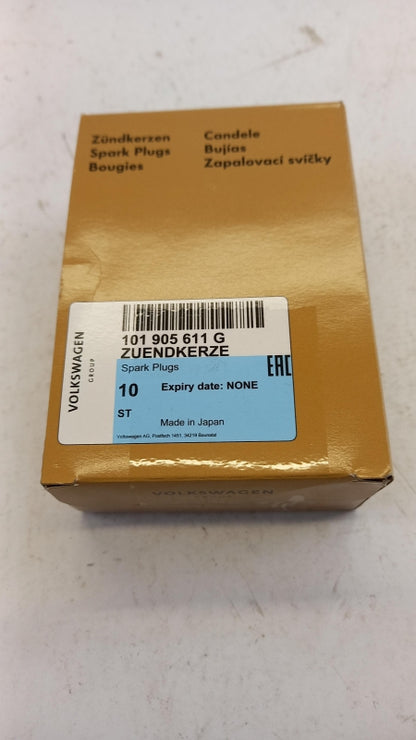 Zündkerzen
Spark Plugs
Bougies
Candele
Bujías
Zapalovací svíčky
VOLKSWAGEN
GROUP
101 905 611 G
ZUENDKERZE
Spark Plugs
EAC
10
Expiry date: NONE
ST
Made in Japan
Volkswagen AG, Postfach 1451, 34219 Baunatal
VOLKSWAGEN